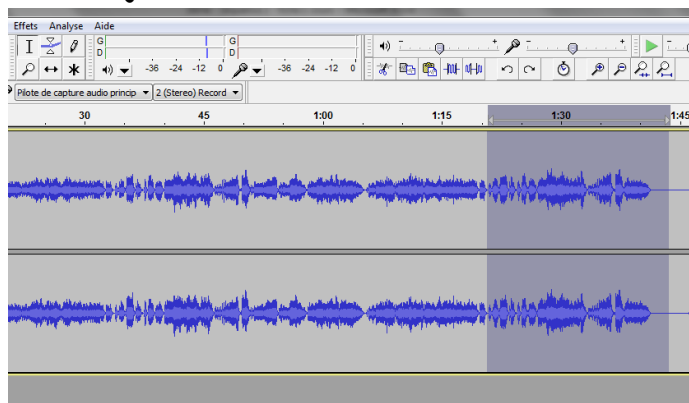 Effets Analyse Aide
G G
D D
-36 -24 -12 0 -36 -24 -12 0
Pilote de capture audio princip 2 (Stereo) Record
30 45 1:00 1:15 1:30 1:45